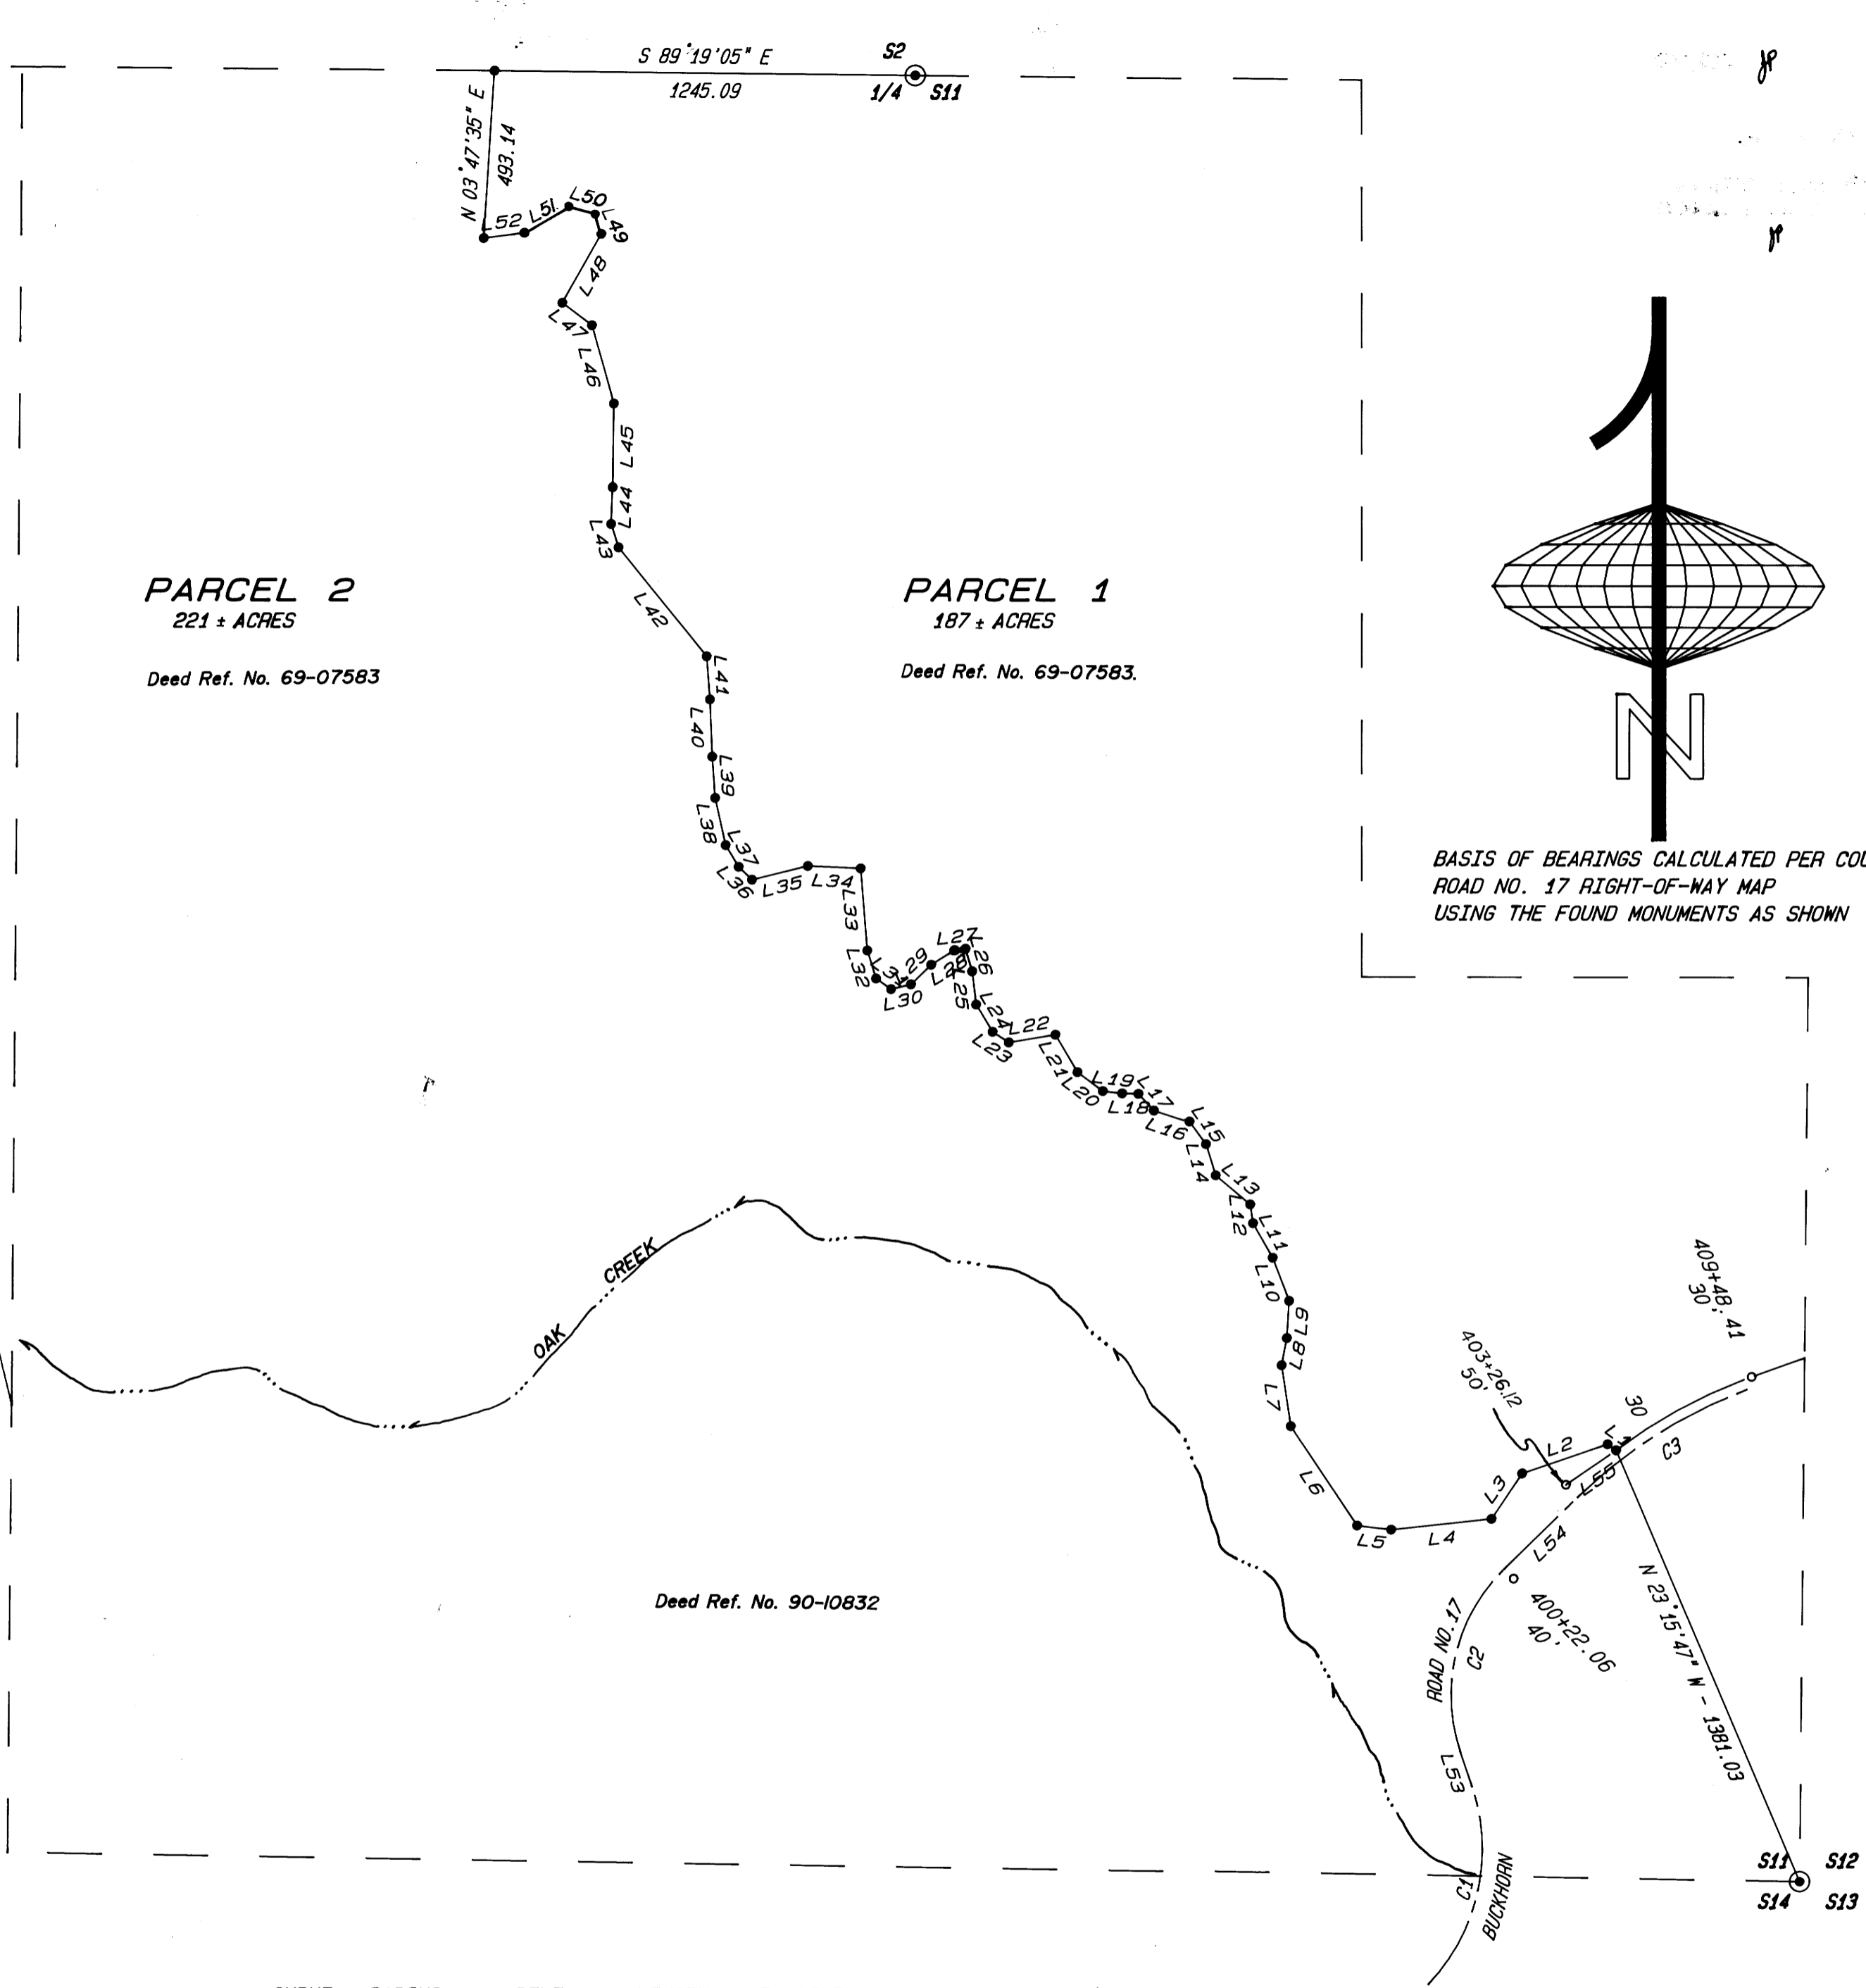 S 89°19'05" E
1245.09
S2
1/4 S11
JP
JP
N 03°47'35" E
493.14
L52
L51
L50
L49
L48
L47
L46
L45
L44
L43
L42
L41
L40
L39
L38
L37
L36
L35
L34
L33
L32
L31
L30
L29
L28
L27
L26
L25
L24
L23
L22
L21
L20
L19
L18
L17
L16
L15
L14
L13
L12
L11
L10
L9
L8
L7
L6
L5
L4
L3
L2
L1
PARCEL 2
221 ± ACRES
Deed Ref. No. 69-07583
PARCEL 1
187 ± ACRES
Deed Ref. No. 69-07583.
N
BASIS OF BEARINGS CALCULATED PER COU
ROAD NO. 17 RIGHT-OF-WAY MAP
USING THE FOUND MONUMENTS AS SHOWN
OAK CREEK
409+48.41
30'
403+26.12
50'
30
C3
L55
L54
400+22.06
40'
ROAD NO. 17
C2
L53
N 23°15'47" W - 1381.03
Deed Ref. No. 90-10832
C1
BUCKHORN
S11 S12
S14 S13